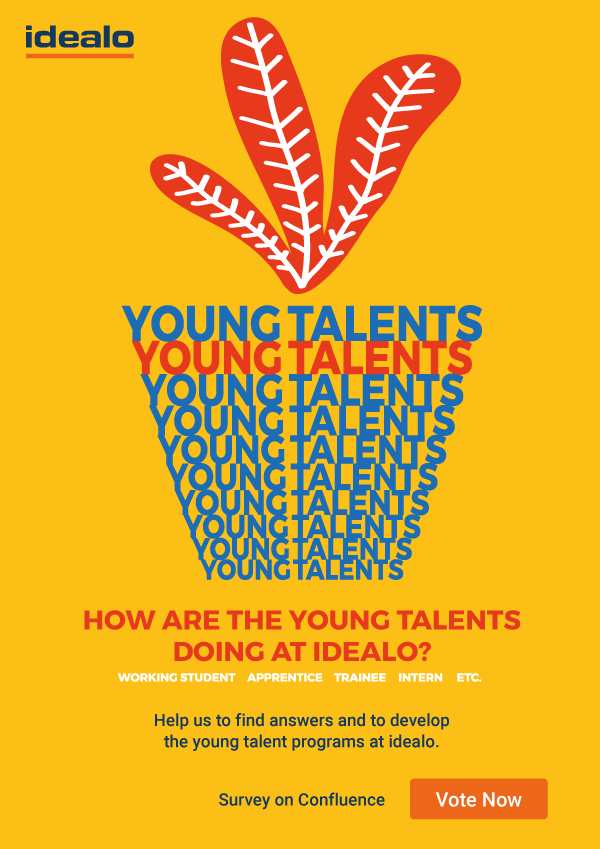 idealo
YOUNG TALENTS
YOUNG TALENTS
YOUNG TALENTS
YOUNG TALENTS
YOUNG TALENTS
YOUNG TALENTS
YOUNG TALENTS
YOUNG TALENTS
YOUNG TALENTS
YOUNG TALENTS
HOW ARE THE YOUNG TALENTS
DOING AT IDEALO?
WORKING STUDENT APPRENTICE TRAINEE INTERN ETC.
Help us to find answers and to develop
the young talent programs at idealo.
Survey on Confluence Vote Now